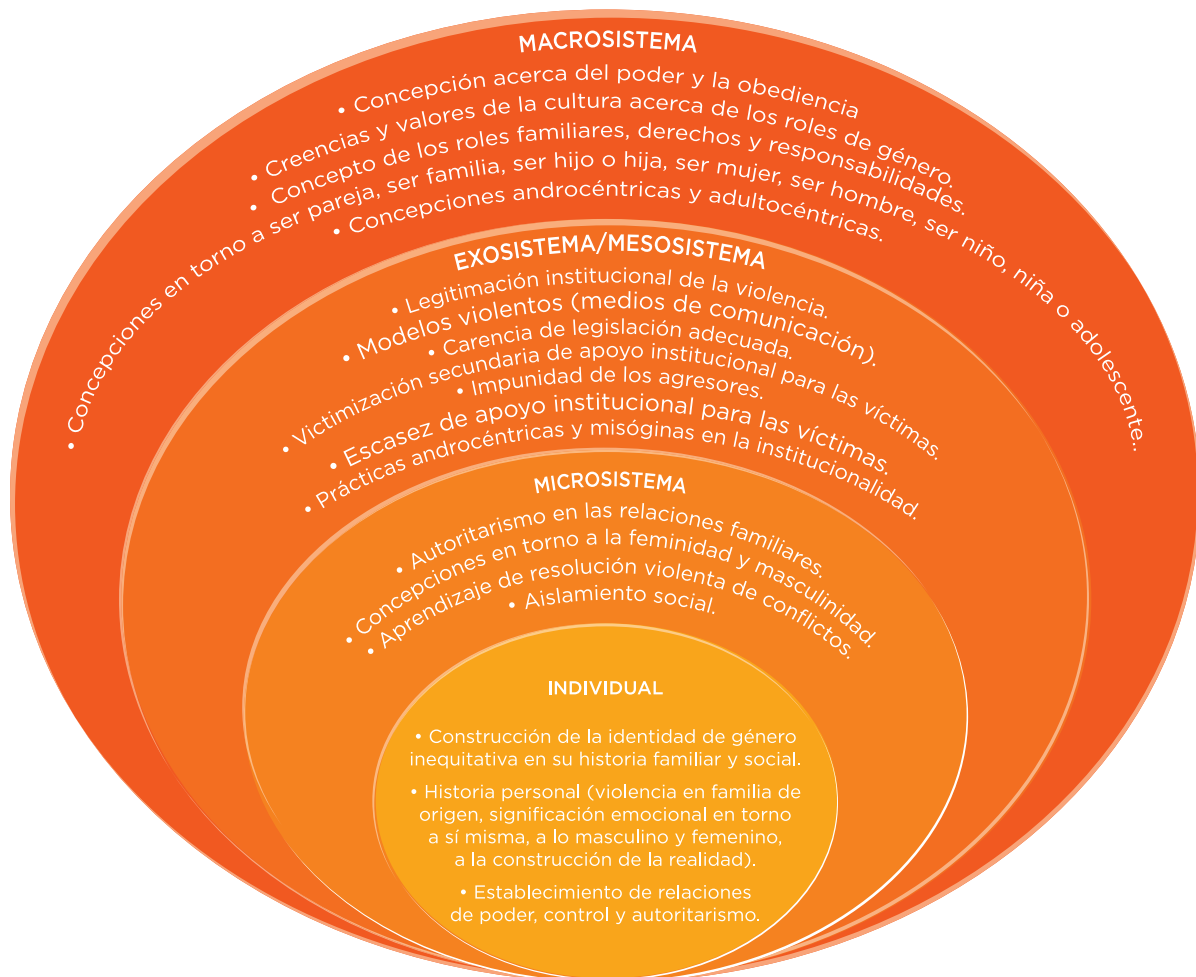 MACROSISTEMA
• Concepción acerca del poder y la obediencia
• Creencias y valores de la cultura acerca de los roles de género.
• Concepto de los roles familiares, derechos y responsabilidades.
• Concepciones en torno a ser pareja, ser familia, ser hijo o hija, ser mujer, ser hombre, ser niño, niña o adolescente..
• Concepciones androcéntricas y adultocéntricas.
EXOSISTEMA/MESOSISTEMA
• Legitimación institucional de la violencia.
• Modelos violentos (medios de comunicación).
• Carencia de legislación adecuada.
• Victimización secundaria de apoyo institucional para las víctimas.
• Impunidad de los agresores.
• Escasez de apoyo institucional para las víctimas.
• Prácticas androcéntricas y misóginas en la institucionalidad.
MICROSISTEMA
• Autoritarismo en las relaciones familiares.
• Concepciones en torno a la feminidad y masculinidad.
• Aprendizaje de resolución violenta de conflictos.
• Aislamiento social.
INDIVIDUAL
• Construcción de la identidad de género
inequitativa en su historia familiar y social.
• Historia personal (violencia en familia de
origen, significación emocional en torno
a sí misma, a lo masculino y femenino,
a la construcción de la realidad).
• Establecimiento de relaciones
de poder, control y autoritarismo.